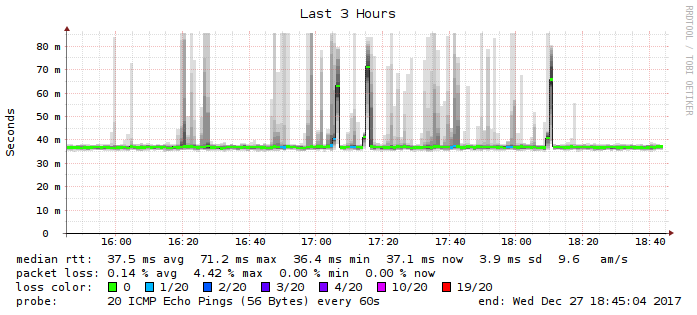 Last 3 Hours
RRDTOOL / TOBI OETIKER
Seconds
80 m
70 m
60 m
50 m
40 m
30 m
20 m
10 m
0
16:00 16:20 16:40 17:00 17:20 17:40 18:00 18:20 18:40
median rtt: 37.5 ms avg 71.2 ms max 36.4 ms min 37.1 ms now 3.9 ms sd 9.6 am/s
packet loss: 0.14 % avg 4.42 % max 0.00 % min 0.00 % now
loss color: 0 1/20 2/20 3/20 4/20 10/20 19/20
probe: 20 ICMP Echo Pings (56 Bytes) every 60s end: Wed Dec 27 18:45:04 2017